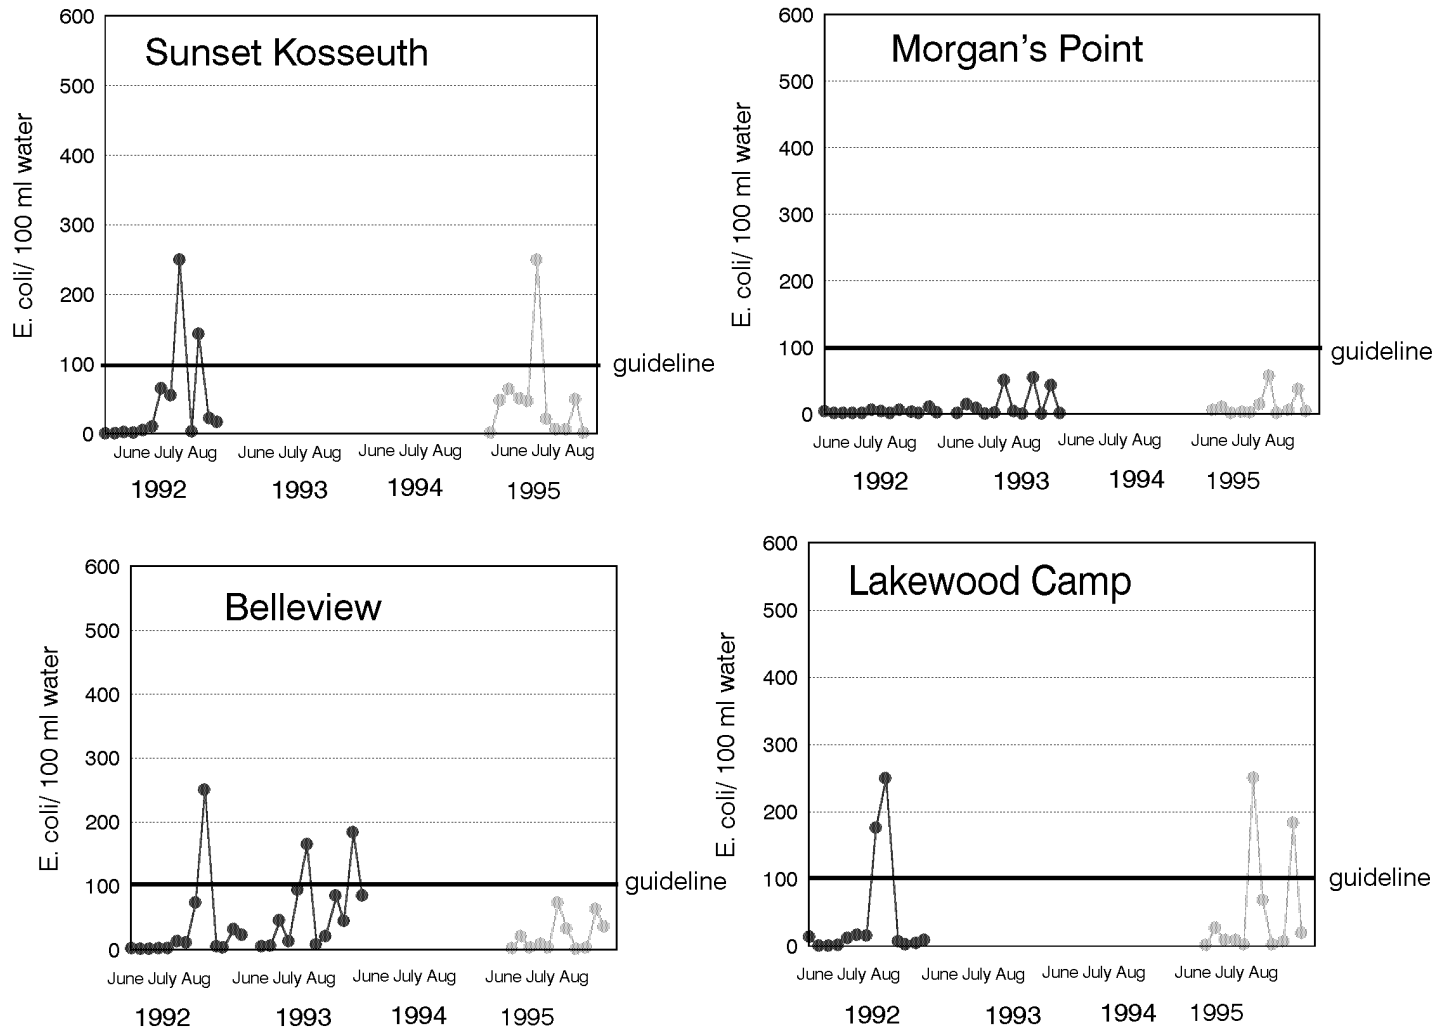 Sunset Kosseuth
600
500
400
300
200
100
0
E. coli/ 100 ml water
guideline
June July Aug June July Aug June July Aug June July Aug
1992 1993 1994 1995
Morgan's Point
600
500
400
300
200
100
0
E. coli/ 100 ml water
guideline
June July Aug June July Aug June July Aug June July Aug
1992 1993 1994 1995
Belleview
600
500
400
300
200
100
0
E. coli/ 100 ml water
guideline
June July Aug June July Aug June July Aug June July Aug
1992 1993 1994 1995
Lakewood Camp
600
500
400
300
200
100
0
E. coli/ 100 ml water
guideline
June July Aug June July Aug June July Aug June July Aug
1992 1993 1994 1995